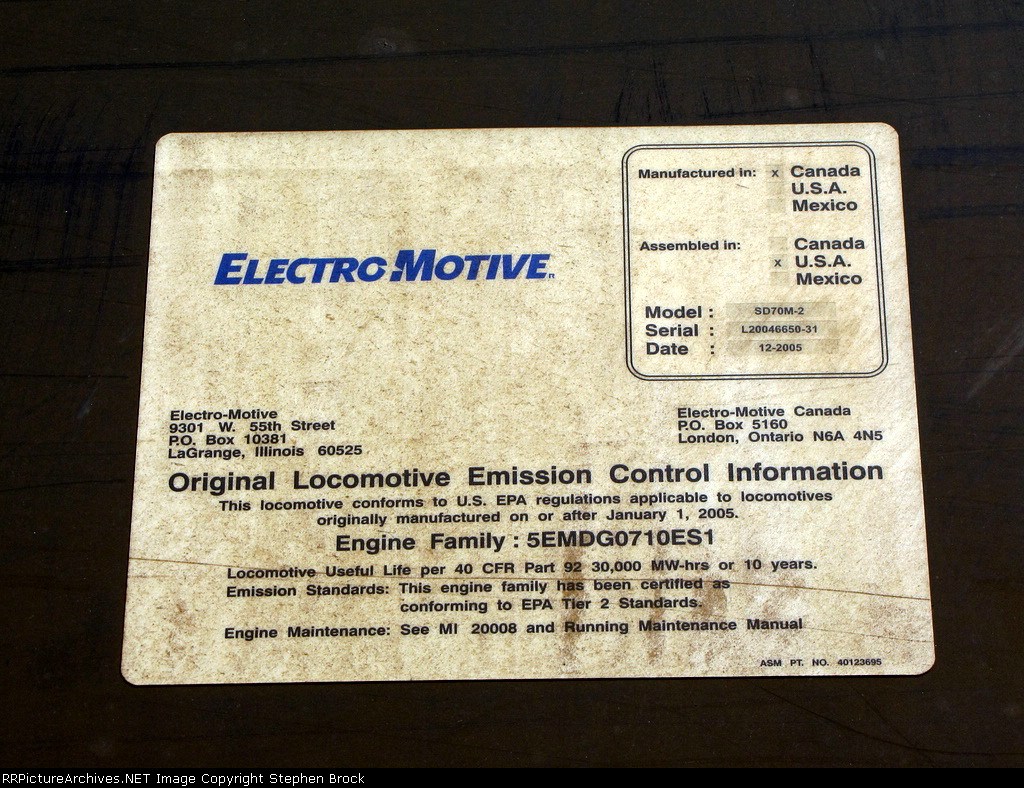 Manufactured in: x Canada
U.S.A.
Mexico
Assembled in: Canada
x U.S.A.
Mexico
ELECTRO-MOTIVE
Model : SD70M-2
Serial : L20046650-31
Date : 12-2005
Electro-Motive
9301 W. 55th Street
P.O. Box 10381
LaGrange, Illinois 60525
Electro-Motive Canada
P.O. Box 5160
London, Ontario N6A 4N5
Original Locomotive Emission Control Information
This locomotive conforms to U.S. EPA regulations applicable to locomotives
originally manufactured on or after January 1, 2005.
Engine Family : 5EMDG0710ES1
Locomotive Useful Life per 40 CFR Part 92 30,000 MW-hrs or 10 years.
Emission Standards: This engine family has been certified as
conforming to EPA Tier 2 Standards.
Engine Maintenance: See MI 20008 and Running Maintenance Manual
ASM PT. NO. 40123695
RRPictureArchives.NET Image Copyright Stephen Brock